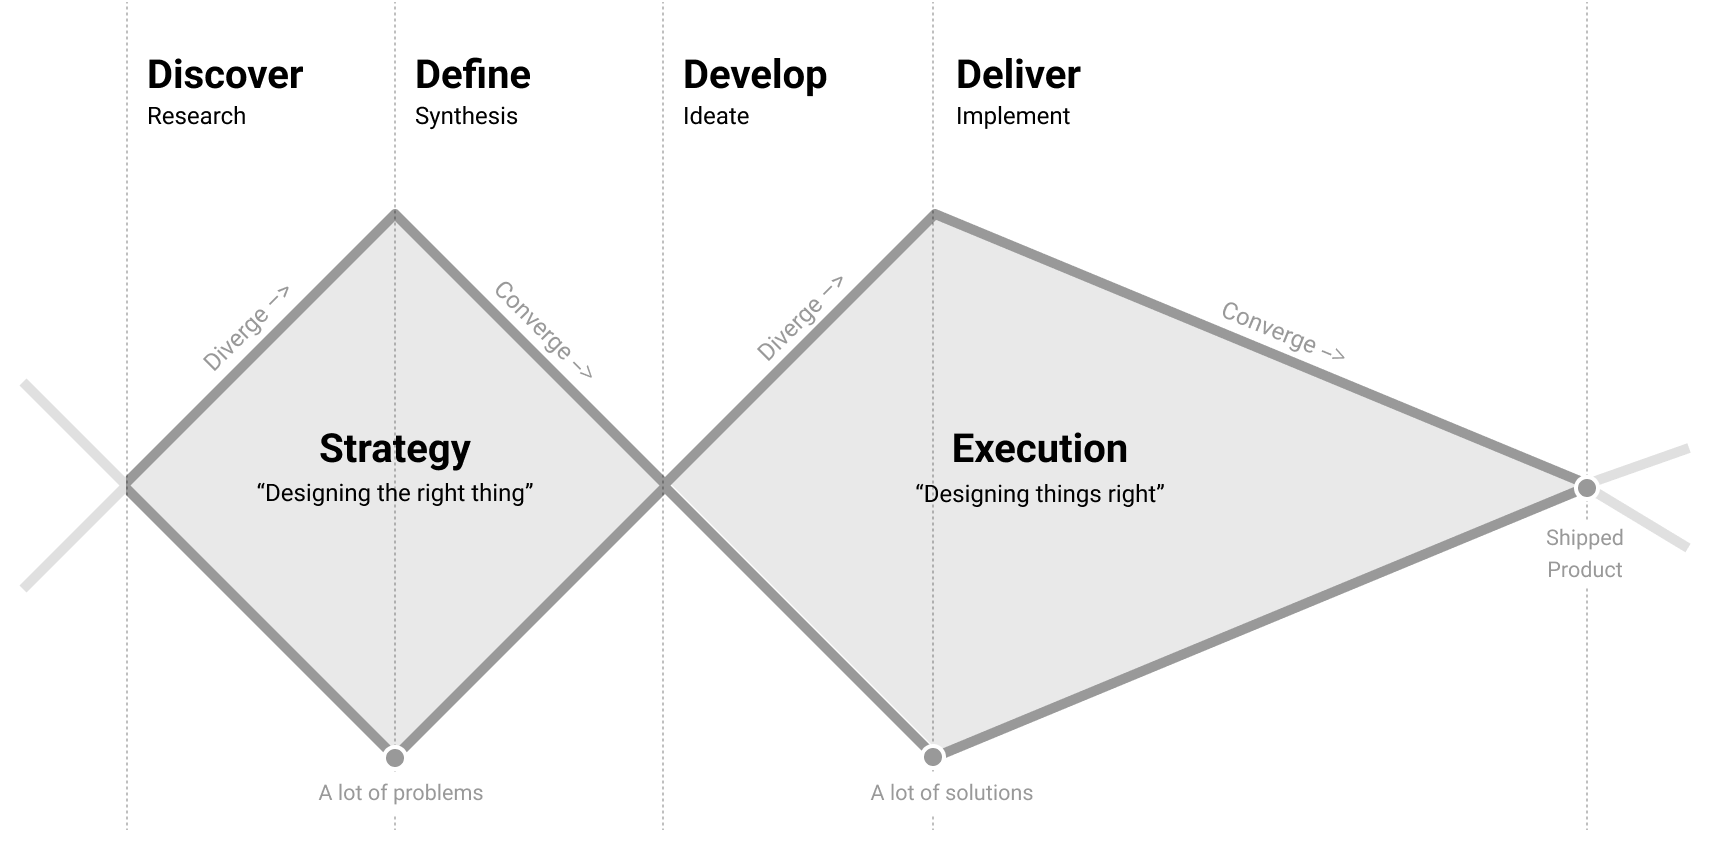 Discover
Research
Define
Synthesis
Develop
Ideate
Deliver
Implement
Diverge –>
Converge –>
Diverge –>
Converge –>
Strategy
“Designing the right thing”
Execution
“Designing things right”
Shipped
Product
A lot of problems
A lot of solutions